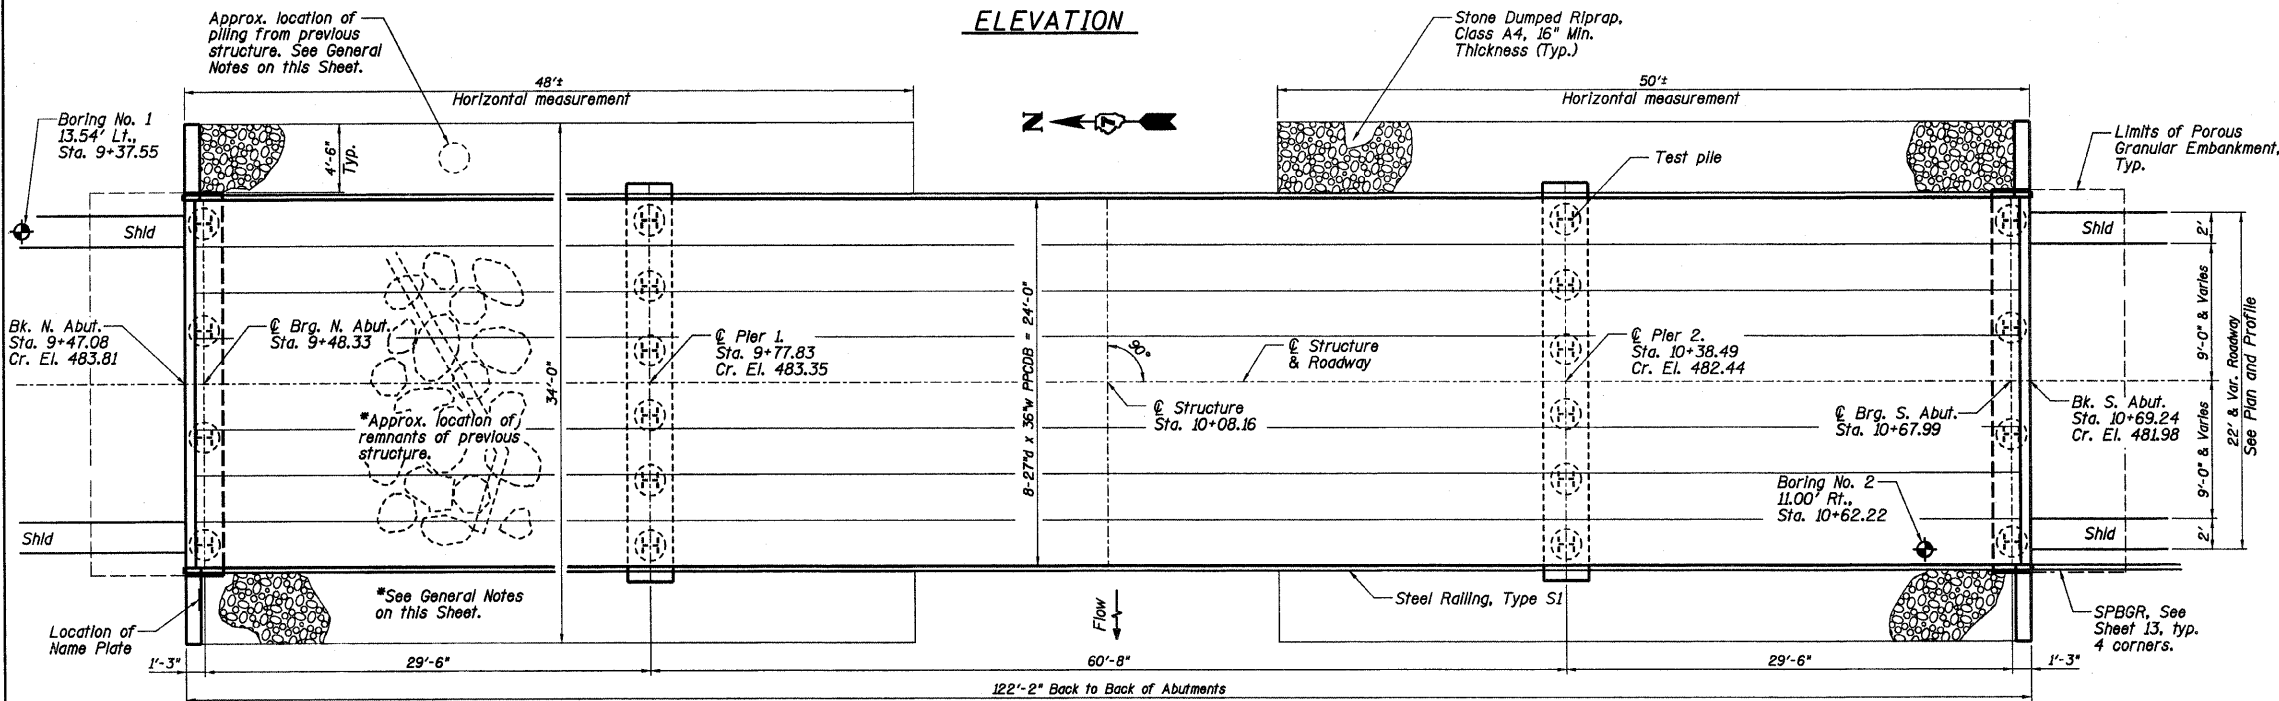 ELEVATION
Approx. location of
piling from previous
structure. See General
Notes on this Sheet.
Stone Dumped Riprap,
Class A4, 16" Min.
Thickness (Typ.)
48'±
Horizontal measurement
50'±
Horizontal measurement
N
Boring No. 1
13.54' Lt.,
Sta. 9+37.55
4'-6"
Typ.
Test pile
Limits of Porous
Granular Embankment,
Typ.
Shld
Shld
2'
Bk. N. Abut.
Sta. 9+47.08
Cr. El. 483.81
℄ Brg. N. Abut.
Sta. 9+48.33
℄ Pier 1.
Sta. 9+77.83
Cr. El. 483.35
34'-0"
8-27"d x 36"w PPCDB = 24'-0"
90°
℄ Structure
& Roadway
℄ Structure
Sta. 10+08.16
℄ Pier 2.
Sta. 10+38.49
Cr. El. 482.44
℄ Brg. S. Abut.
Sta. 10+67.99
Bk. S. Abut.
Sta. 10+69.24
Cr. El. 481.98
9'-0" & Varies
9'-0" & Varies
22' & Var. Roadway
See Plan and Profile
*Approx. location of
remnants of previous
structure.
Boring No. 2
11.00' Rt.,
Sta. 10+62.22
Shld
Shld
2'
*See General Notes
on this Sheet.
Location of
Name Plate
Flow
Steel Railing, Type S1
SPBGR, See
Sheet 13, typ.
4 corners.
1'-3"
29'-6"
60'-8"
29'-6"
1'-3"
122'-2" Back to Back of Abutments